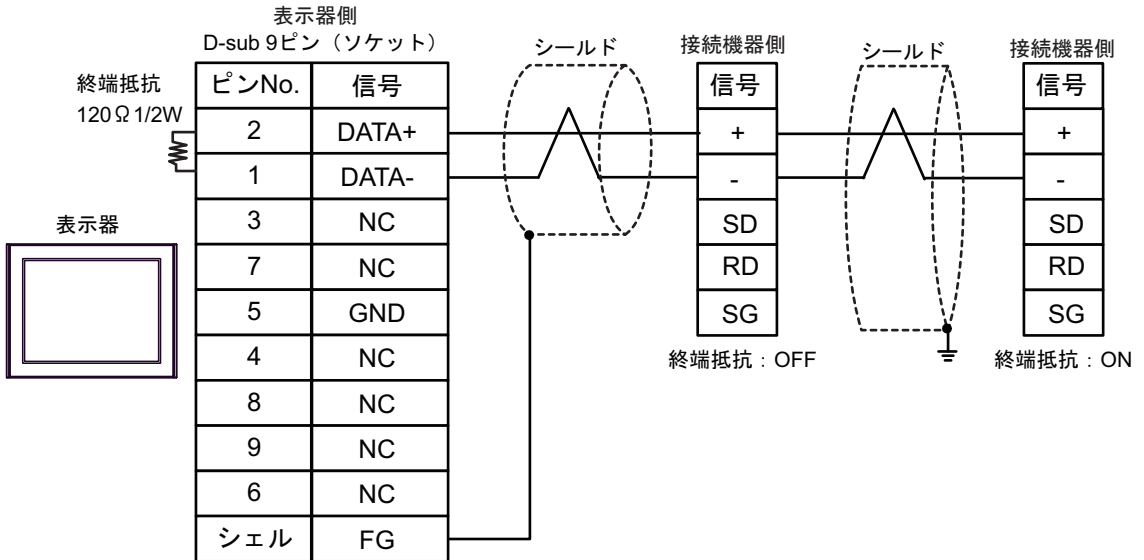 表示器側
D-sub 9ピン（ソケット）
終端抵抗
120Ω 1/2W
表示器
ピンNo. 信号
2 DATA+
1 DATA-
3 NC
7 NC
5 GND
4 NC
8 NC
9 NC
6 NC
シェル FG
シールド
接続機器側
信号
+
-
SD
RD
SG
終端抵抗：OFF
シールド
接続機器側
信号
+
-
SD
RD
SG
終端抵抗：ON